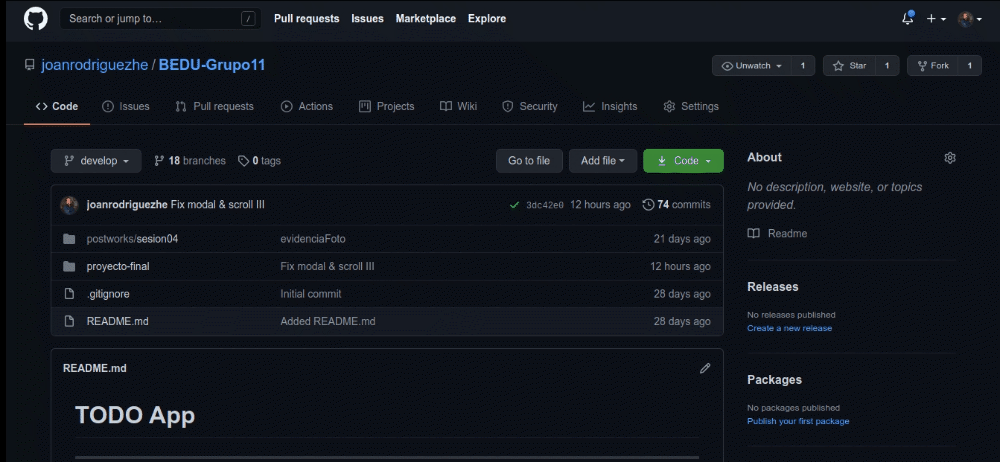 Search or jump to... / Pull requests Issues Marketplace Explore
joanrodriguezhe / BEDU-Grupo11 Unwatch 1 Star 1 Fork 1
Code Issues Pull requests Actions Projects Wiki Security Insights Settings
develop 18 branches 0 tags Go to file Add file Code
joanrodriguezhe Fix modal & scroll III 3dc42e0 12 hours ago 74 commits
postworks/sesion04 evidenciaFoto 21 days ago
proyecto-final Fix modal & scroll III 12 hours ago
.gitignore Initial commit 28 days ago
README.md Added README.md 28 days ago
README.md
TODO App
About
No description, website, or topics
provided.
Readme
Releases
No releases published
Create a new release
Packages
No packages published
Publish your first package